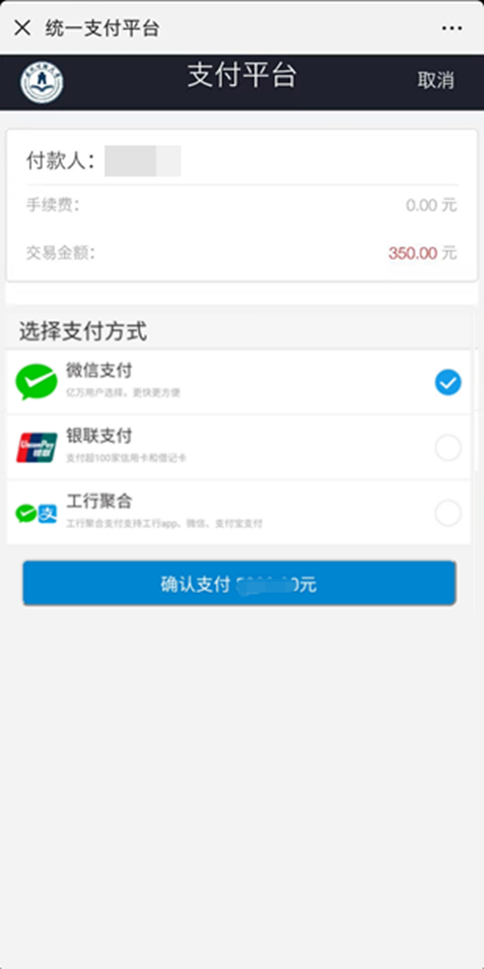 统一支付平台
支付平台
取消
付款人：
手续费： 0.00 元
交易金额： 350.00 元
选择支付方式
微信支付
亿万用户选择，更快更方便
银联支付
支付超100家信用卡和借记卡
工行聚合
工行聚合支付支持工行app、微信、支付宝支付
确认支付 0元